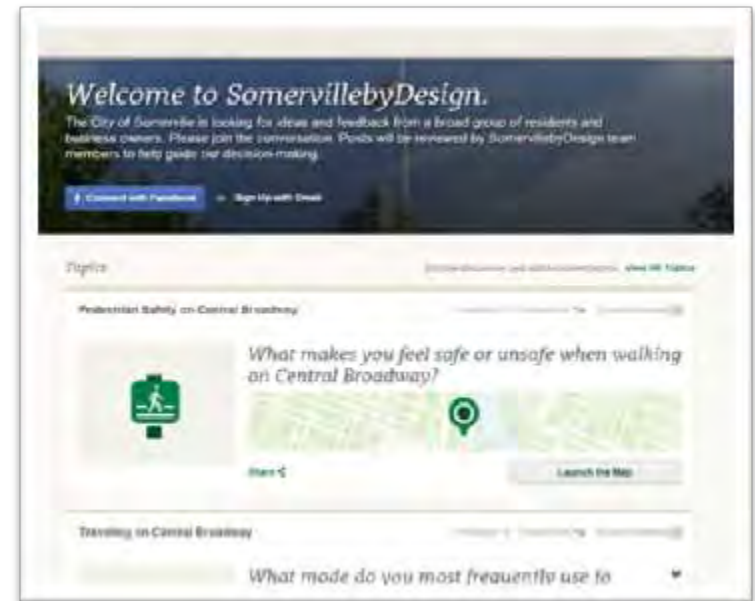 Welcome to SomervillebyDesign.
The City of Somerville is looking for ideas and feedback from a broad group of residents and
business owners. Please join the conversation. Posts will be reviewed by SomervillebyDesign team
members to help guide our decision-making.
Connect with Facebook or Sign Up with Email
Topics
View All Topics
Pedestrian Safety on Central Broadway
What makes you feel safe or unsafe when walking
on Central Broadway?
Share
Launch the Map
Traveling on Central Broadway
What mode do you most frequently use to